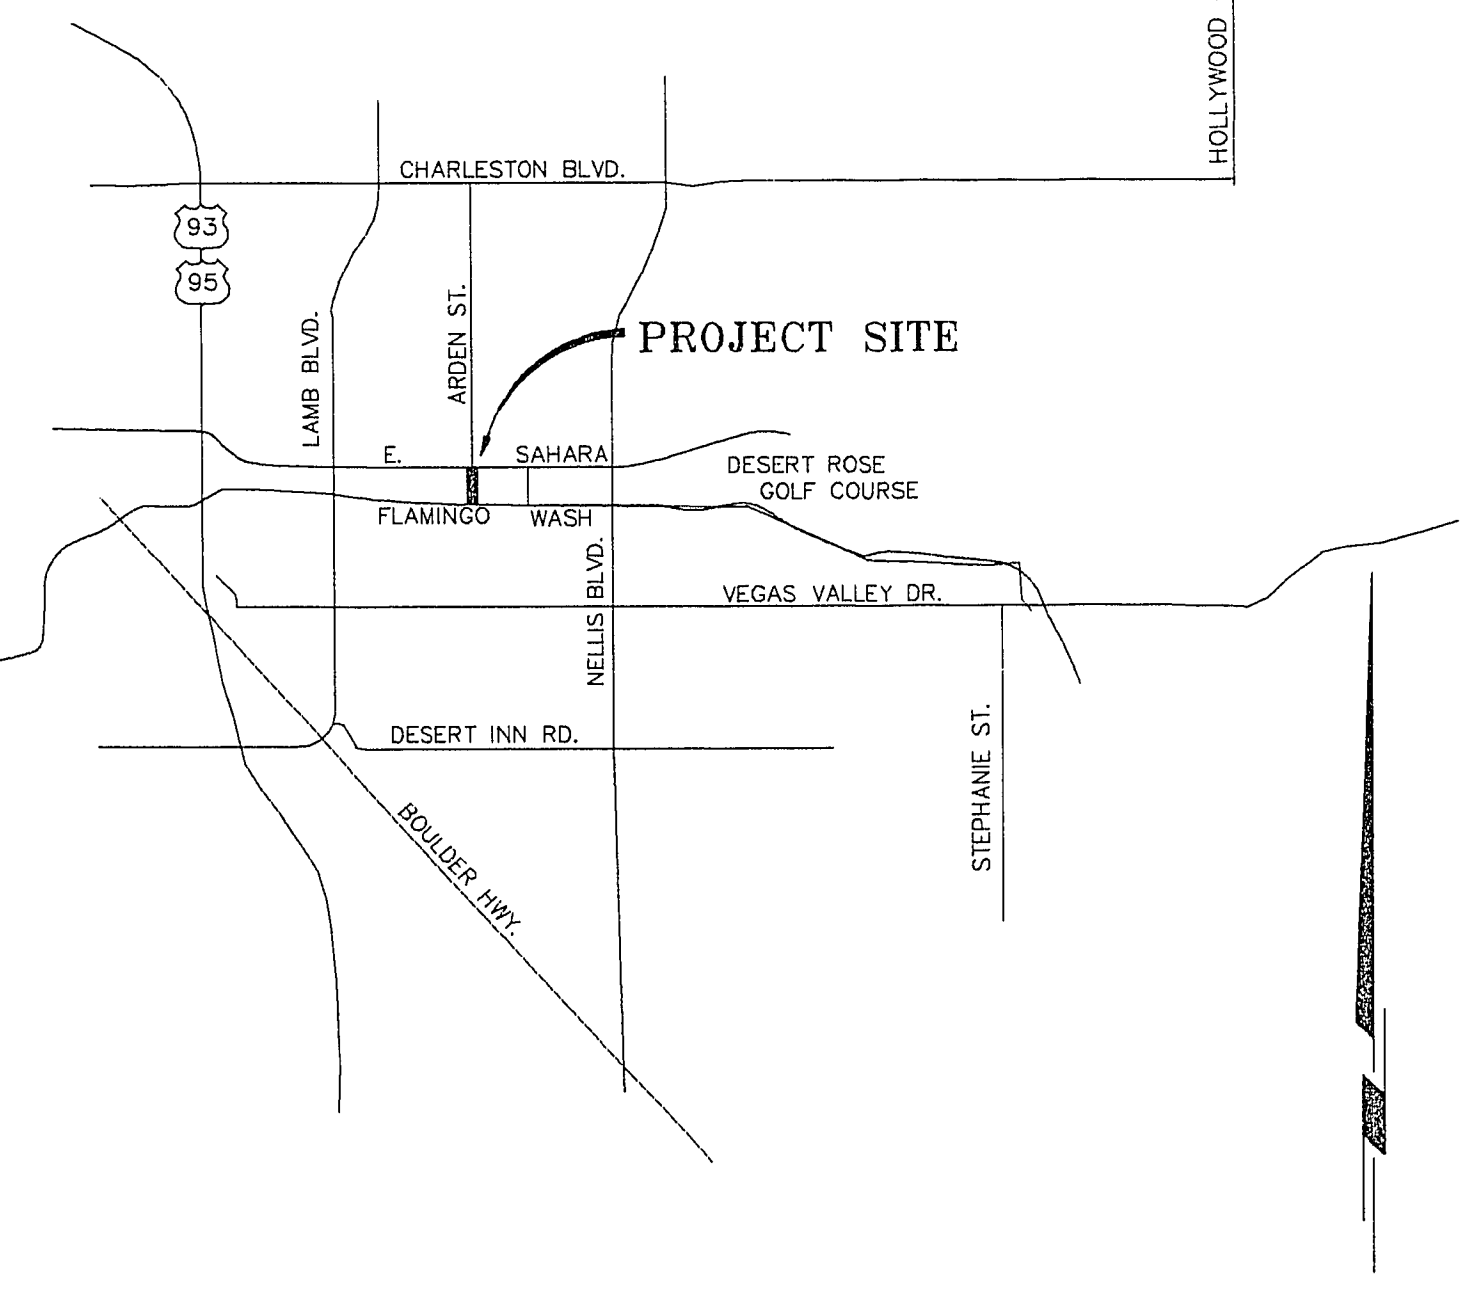 HOLLYWOOD
CHARLESTON BLVD.
93
95
LAMB BLVD.
ARDEN ST.
PROJECT SITE
E. SAHARA
DESERT ROSE
GOLF COURSE
FLAMINGO WASH
NELLIS BLVD.
VEGAS VALLEY DR.
DESERT INN RD.
STEPHANIE ST.
BOULDER HWY.